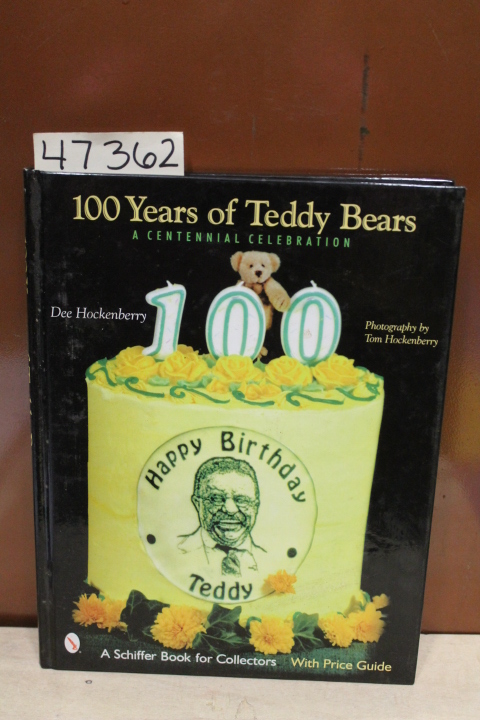 47362
100 Years of Teddy Bears
A CENTENNIAL CELEBRATION
100
Dee Hockenberry
Photography by
Tom Hockenberry
Happy Birthday
Teddy
A Schiffer Book for Collectors With Price Guide